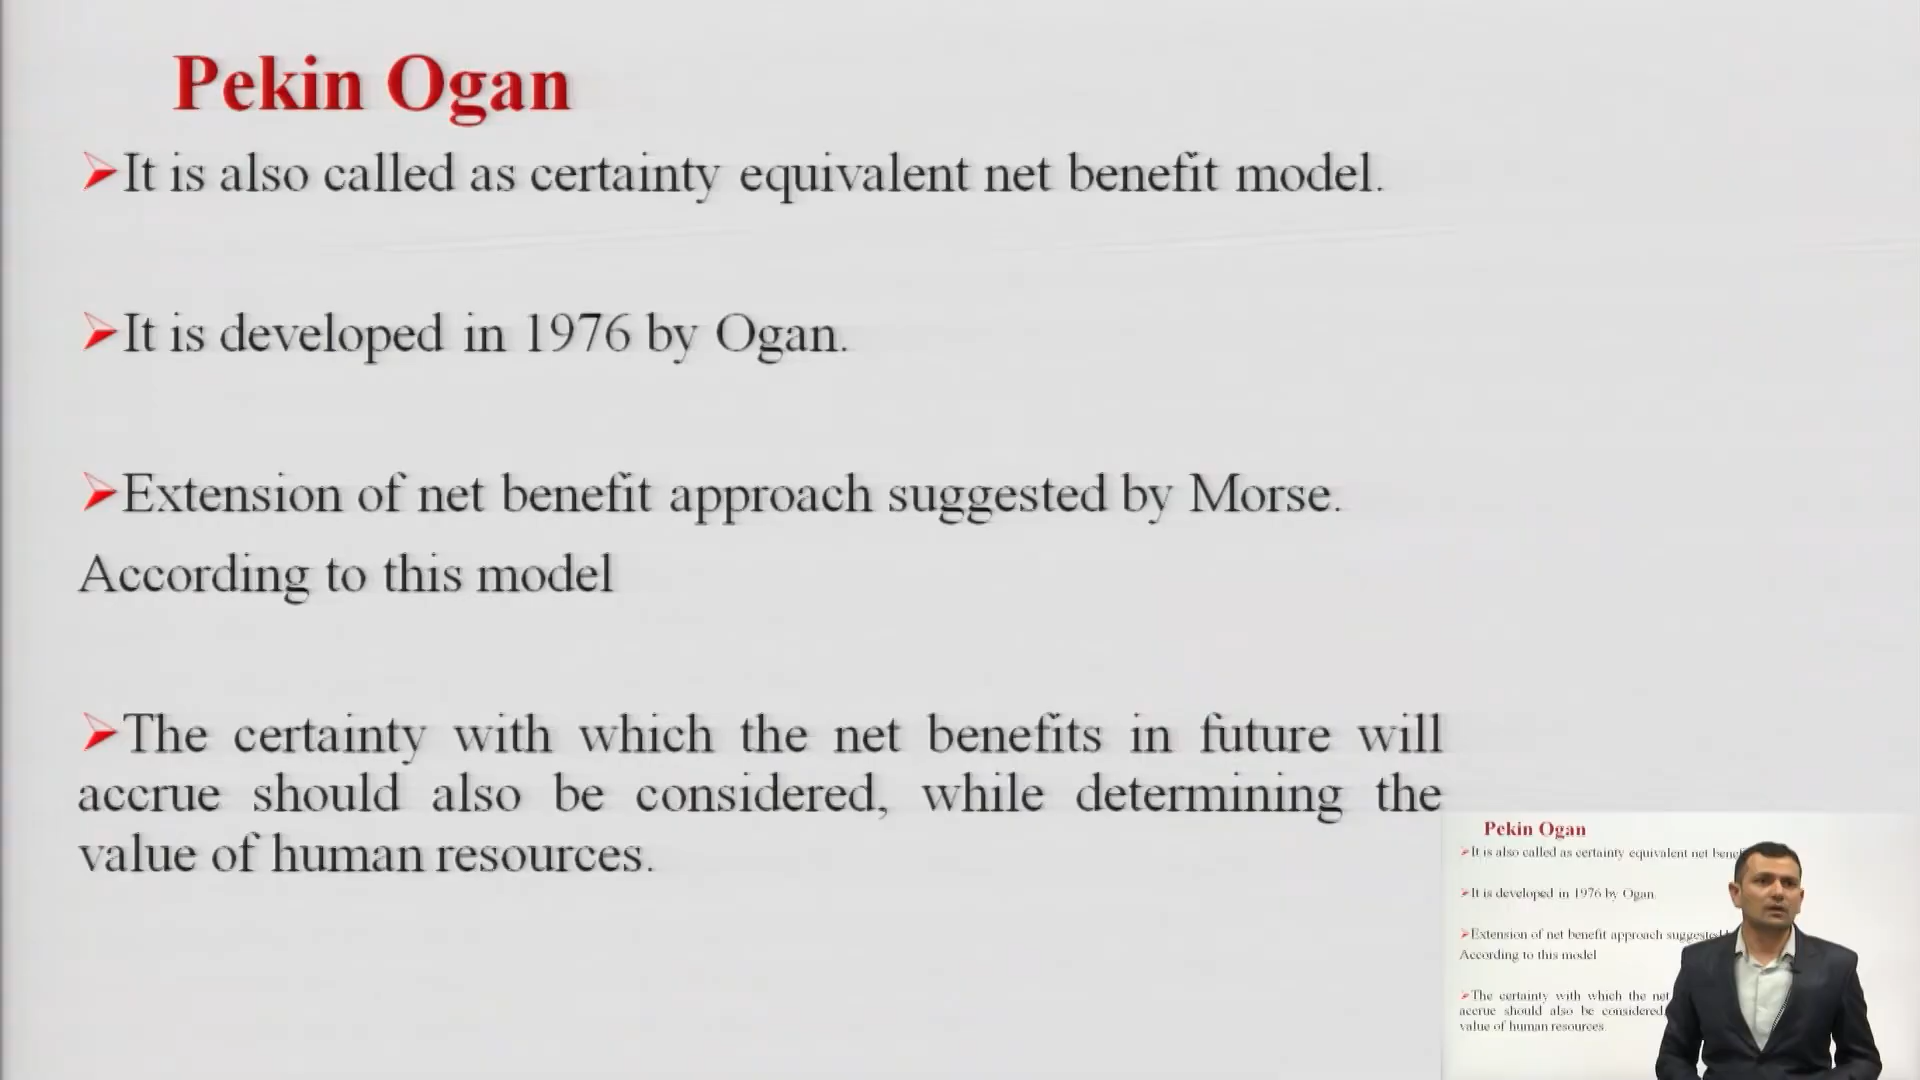 Pekin Ogan
➢It is also called as certainty equivalent net benefit model.
➢It is developed in 1976 by Ogan.
➢Extension of net benefit approach suggested by Morse.
According to this model
➢The certainty with which the net benefits in future will
accrue should also be considered, while determining the
value of human resources.
Pekin Ogan
➢It is also called as certainty equivalent net
➢It is developed in 1976 by Ogan.
➢Extension of net benefit approach suggested
According to this model
➢The certainty with which the net
accrue should also be considered,
value of human resources.